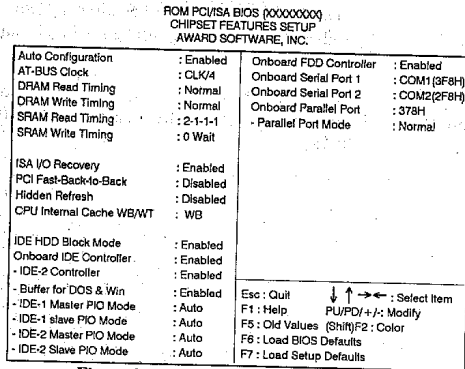 ROM PCI/ISA BIOS (XXXXXXXX)
CHIPSET FEATURES SETUP
AWARD SOFTWARE, INC.
Auto Configuration : Enabled
AT-BUS Clock : CLK/4
DRAM Read Timing : Normal
DRAM Write Timing : Normal
SRAM Read Timing : 2-1-1-1
SRAM Write Timing : 0 Wait
ISA I/O Recovery : Enabled
PCI Fast-Back-to-Back : Disabled
Hidden Refresh : Disabled
CPU Internal Cache WB/WT : WB
IDE HDD Block Mode : Enabled
Onboard IDE Controller : Enabled
- IDE-2 Controller : Enabled
- Buffer for DOS & Win : Enabled
- IDE-1 Master PIO Mode : Auto
- IDE-1 slave PIO Mode : Auto
- IDE-2 Master PIO Mode : Auto
- IDE-2 Slave PIO Mode : Auto
Onboard FDD Controller : Enabled
Onboard Serial Port 1 : COM1(3F8H)
Onboard Serial Port 2 : COM2(2F8H)
Onboard Parallel Port : 378H
- Parallel Port Mode : Normal
Esc : Quit ↓ ↑ → ← : Select Item
F1 : Help PU/PD/+/-: Modify
F5 : Old Values (Shift)F2 : Color
F6 : Load BIOS Defaults
F7 : Load Setup Defaults